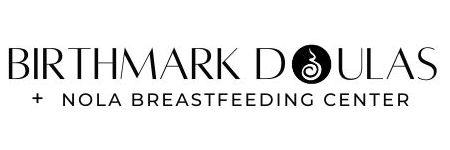 BIRTHMARK DOULAS
+ NOLA BREASTFEEDING CENTER